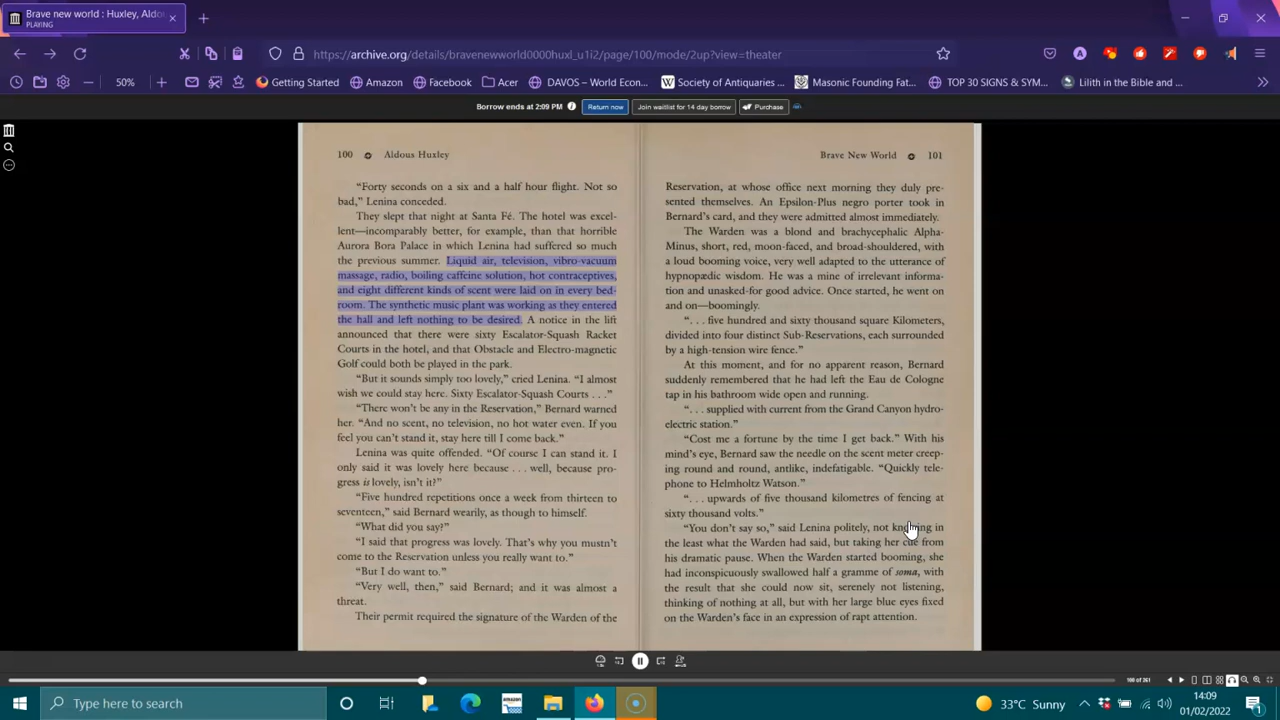 Brave new world : Huxley, Aldou
PLAYING
https://archive.org/details/bravenewworld0000huxl_u1i2/page/100/mode/2up?view=theater
50%
Getting Started
Amazon
Facebook
Acer
DAVOS – World Econ...
Society of Antiquaries ...
Masonic Founding Fat...
TOP 30 SIGNS & SYM...
Lilith in the Bible and ...
Borrow ends at 2:09 PM
Return now
Join waitlist for 14 day borrow
Purchase
100 Aldous Huxley
“Forty seconds on a six and a half hour flight. Not so
bad,” Lenina conceded.
They slept that night at Santa Fé. The hotel was excel-
lent—incomparably better, for example, than that horrible
Aurora Bora Palace in which Lenina had suffered so much
the previous summer. Liquid air, television, vibro-vacuum
massage, radio, boiling caffeine solution, hot contraceptives,
and eight different kinds of scent were laid on in every bed-
room. The synthetic music plant was working as they entered
the hall and left nothing to be desired. A notice in the lift
announced that there were sixty Escalator-Squash Racket
Courts in the hotel, and that Obstacle and Electro-magnetic
Golf could both be played in the park.
“But it sounds simply too lovely,” cried Lenina. “I almost
wish we could stay here. Sixty Escalator-Squash Courts . . .”
“There won’t be any in the Reservation,” Bernard warned
her. “And no scent, no television, no hot water even. If you
feel you can’t stand it, stay here till I come back.”
Lenina was quite offended. “Of course I can stand it. I
only said it was lovely here because . . . well, because pro-
gress is lovely, isn’t it?”
“Five hundred repetitions once a week from thirteen to
seventeen,” said Bernard wearily, as though to himself.
“What did you say?”
“I said that progress was lovely. That’s why you mustn’t
come to the Reservation unless you really want to.”
“But I do want to.”
“Very well, then,” said Bernard; and it was almost a
threat.
Their permit required the signature of the Warden of the
Brave New World 101
Reservation, at whose office next morning they duly pre-
sented themselves. An Epsilon-Plus negro porter took in
Bernard’s card, and they were admitted almost immediately.
The Warden was a blond and brachycephalic Alpha-
Minus, short, red, moon-faced, and broad-shouldered, with
a loud booming voice, very well adapted to the utterance of
hypnopædic wisdom. He was a mine of irrelevant informa-
tion and unasked-for good advice. Once started, he went on
and on—boomingly.
“. . . five hundred and sixty thousand square Kilometers,
divided into four distinct Sub-Reservations, each surrounded
by a high-tension wire fence.”
At this moment, and for no apparent reason, Bernard
suddenly remembered that he had left the Eau de Cologne
tap in his bathroom wide open and running.
“. . . supplied with current from the Grand Canyon hydro-
electric station.”
“Cost me a fortune by the time I get back.” With his
mind’s eye, Bernard saw the needle on the scent meter creep-
ing round and round, antlike, indefatigable. “Quickly tele-
phone to Helmholtz Watson.”
“. . . upwards of five thousand kilometres of fencing at
sixty thousand volts.”
“You don’t say so,” said Lenina politely, not knowing in
the least what the Warden had said, but taking her cue from
his dramatic pause. When the Warden started booming, she
had inconspicuously swallowed half a gramme of soma, with
the result that she could now sit, serenely not listening,
thinking of nothing at all, but with her large blue eyes fixed
on the Warden’s face in an expression of rapt attention.
100 of 261
Type here to search
amazon
33°C Sunny
14:09
01/02/2022